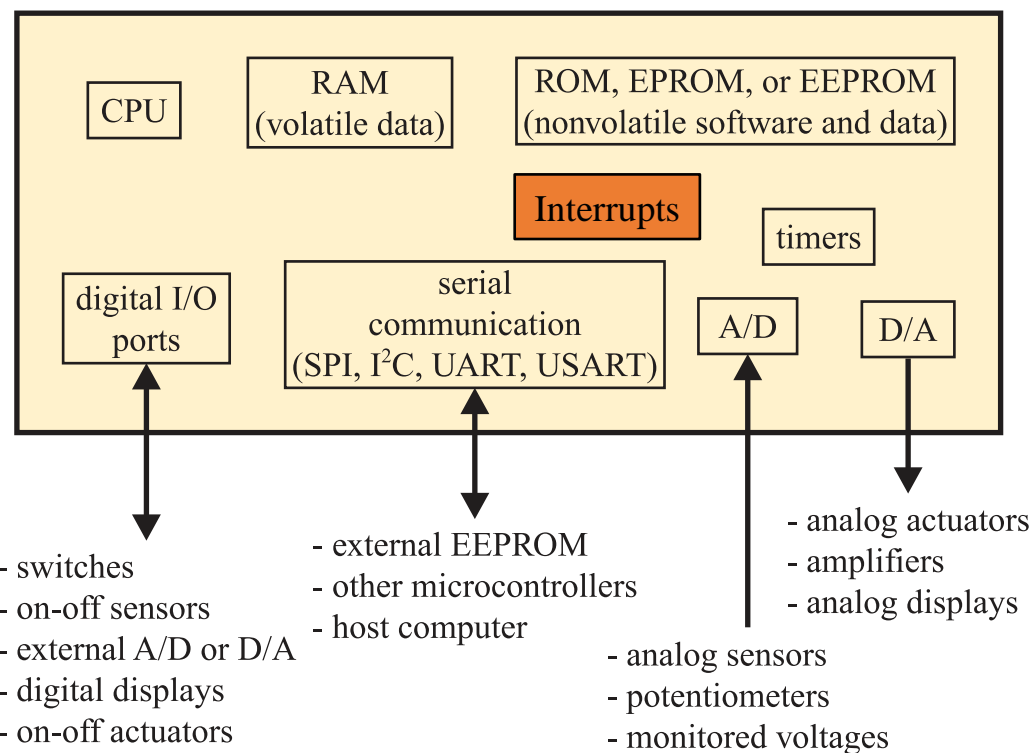 CPU
RAM
(volatile data)
ROM, EPROM, or EEPROM
(nonvolatile software and data)
Interrupts
timers
digital I/O
ports
serial
communication
(SPI, I²C, UART, USART)
A/D
D/A
- switches
- on-off sensors
- external A/D or D/A
- digital displays
- on-off actuators
- external EEPROM
- other microcontrollers
- host computer
- analog sensors
- potentiometers
- monitored voltages
- analog actuators
- amplifiers
- analog displays